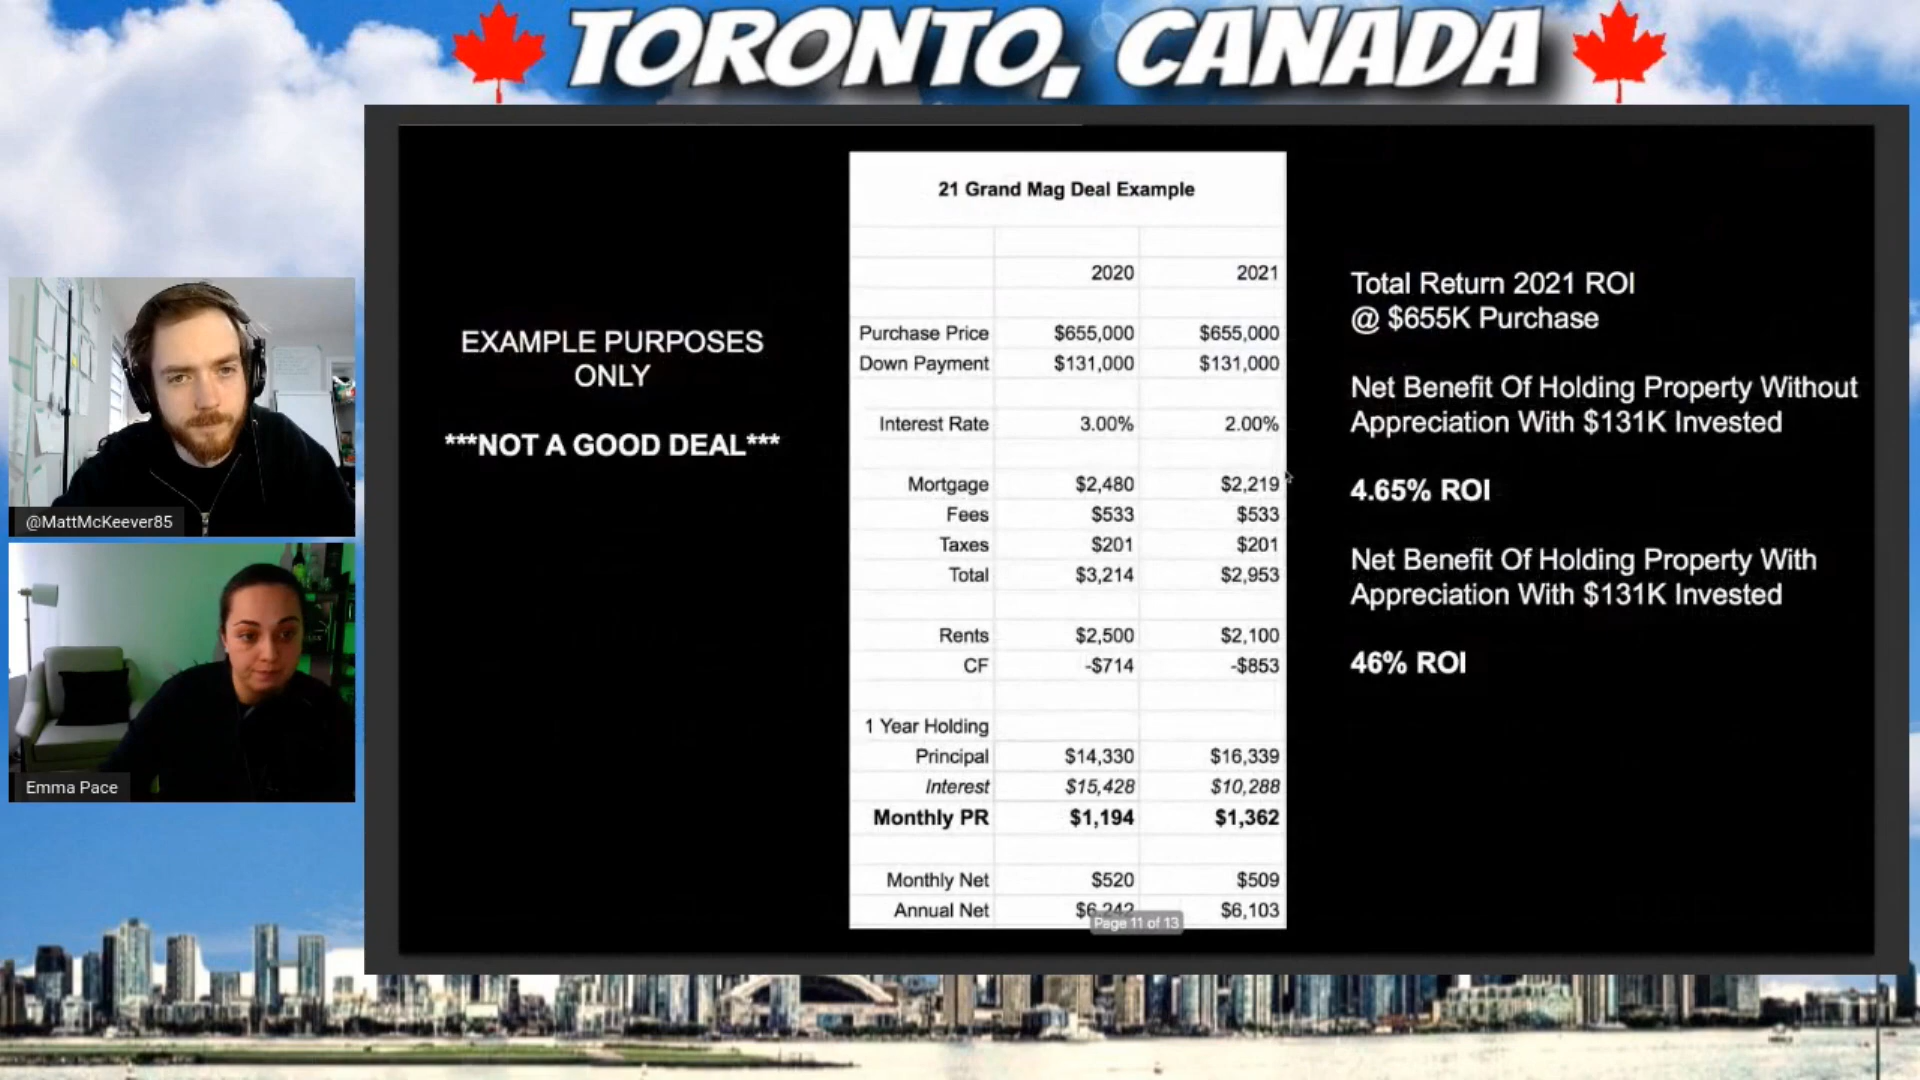 TORONTO, CANADA
EXAMPLE PURPOSES
ONLY
***NOT A GOOD DEAL***
21 Grand Mag Deal Example
2020 2021
Purchase Price $655,000 $655,000
Down Payment $131,000 $131,000
Interest Rate 3.00% 2.00%
Mortgage $2,480 $2,219
Fees $533 $533
Taxes $201 $201
Total $3,214 $2,953
Rents $2,500 $2,100
CF -$714 -$853
1 Year Holding
Principal $14,330 $16,339
Interest $15,428 $10,288
Monthly PR $1,194 $1,362
Monthly Net $520 $509
Annual Net $6,242 $6,103
Page 11 of 13
Total Return 2021 ROI
@ $655K Purchase
Net Benefit Of Holding Property Without
Appreciation With $131K Invested
4.65% ROI
Net Benefit Of Holding Property With
Appreciation With $131K Invested
46% ROI
@MattMcKeever85
Emma Pace